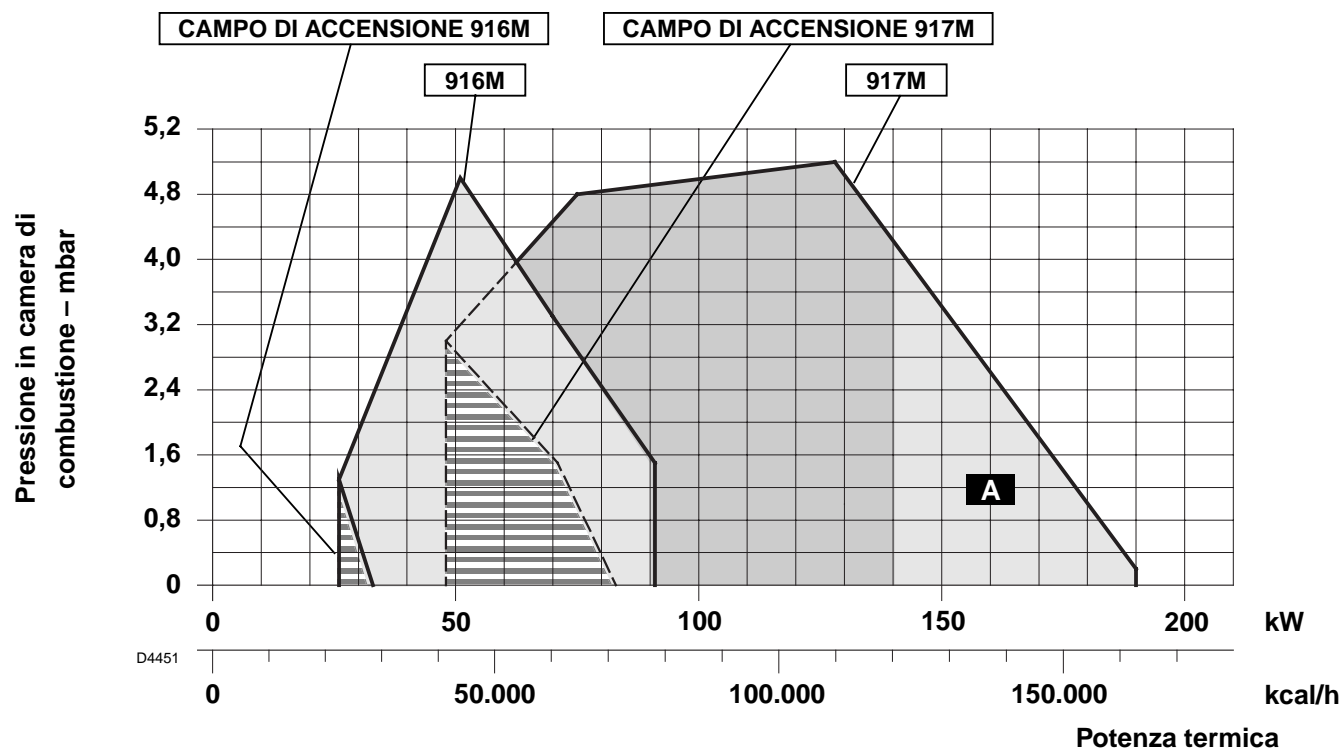 CAMPO DI ACCENSIONE 916M
CAMPO DI ACCENSIONE 917M
916M
917M
Pressione in camera di
combustione – mbar
5,2
4,8
4,0
3,2
2,4
1,6
0,8
0
A
0 50 100 150 200 kW
D4451
0 50.000 100.000 150.000 kcal/h
Potenza termica